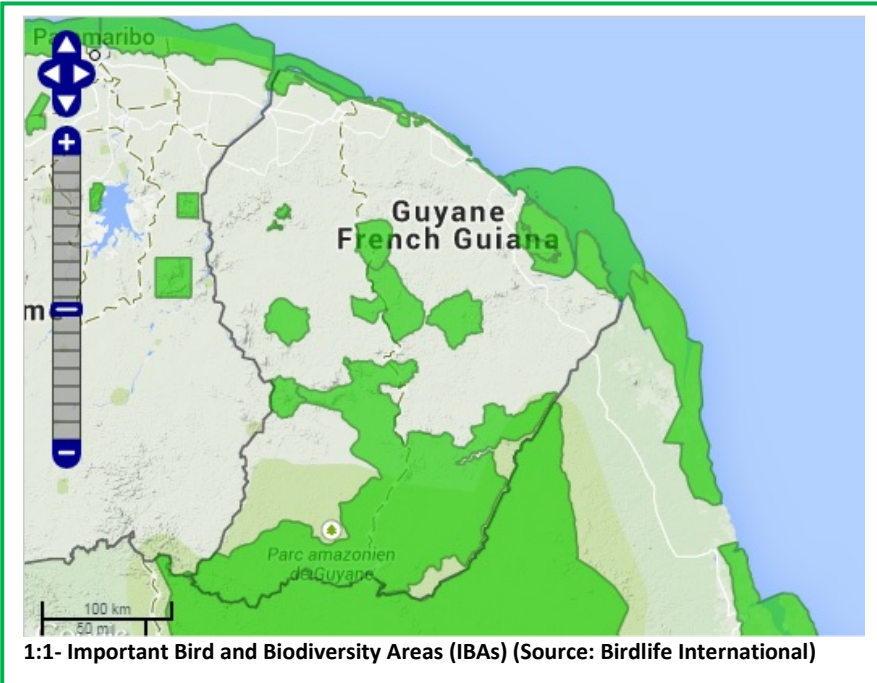 Paramaribo
Guyane
French Guiana
me
Parc amazonien
de Guyane
100 km
50 mi
1:1- Important Bird and Biodiversity Areas (IBAs) (Source: Birdlife International)